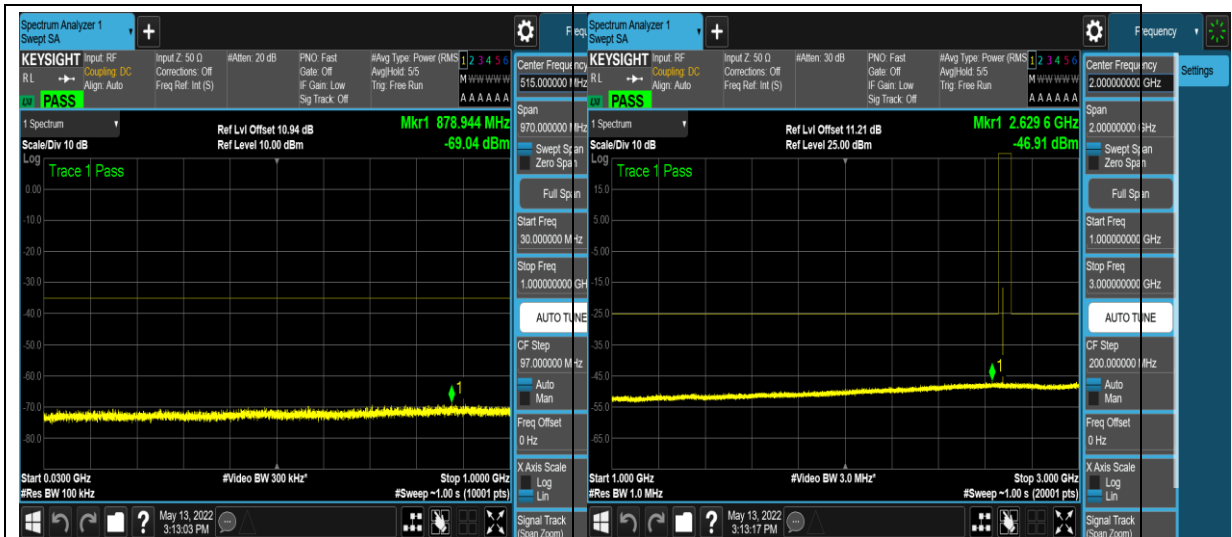 Spectrum Analyzer 1
Swept SA
+
KEYSIGHT
RL
Input: RF
Coupling: DC
Align: Auto
Input Z: 50 Ω
Corrections: Off
Freq Ref: Int (S)
#Atten: 20 dB
PNO: Fast
Gate: Off
IF Gain: Low
Sig Track: Off
#Avg Type: Power (RMS
Avg|Hold: 5/5
Trig: Free Run
1 2 3 4 5 6
M W W W W W
A A A A A A
PASS
1 Spectrum
Scale/Div 10 dB
Ref Lvl Offset 10.94 dB
Ref Level 10.00 dBm
Mkr1 878.944 MHz
-69.04 dBm
Log
Trace 1 Pass
0.00
-10.0
-20.0
-30.0
-40.0
-50.0
-60.0
-70.0
-80.0
1
Start 0.0300 GHz
#Res BW 100 kHz
#Video BW 300 kHz*
Stop 1.0000 GHz
#Sweep ~1.00 s (10001 pts)
?
May 13, 2022
3:13:03 PM
Center Frequency
515.000000 MHz
Span
970.000000 MHz
Swept Span
Zero Span
Full Span
Start Freq
30.000000 MHz
Stop Freq
1.000000000 GH
AUTO TUNE
CF Step
97.000000 MHz
Auto
Man
Freq Offset
0 Hz
X Axis Scale
Log
Lin
Signal Track
(Span Zoom)
Spectrum Analyzer 1
Swept SA
+
Frequency
Settings
KEYSIGHT
RL
Input: RF
Coupling: DC
Align: Auto
Input Z: 50 Ω
Corrections: Off
Freq Ref: Int (S)
#Atten: 30 dB
PNO: Fast
Gate: Off
IF Gain: Low
Sig Track: Off
#Avg Type: Power (RMS
Avg|Hold: 5/5
Trig: Free Run
1 2 3 4 5 6
M W W W W W
A A A A A A
PASS
1 Spectrum
Scale/Div 10 dB
Ref Lvl Offset 11.21 dB
Ref Level 25.00 dBm
Mkr1 2.629 6 GHz
-46.91 dBm
Log
Trace 1 Pass
15.0
5.00
-5.00
-15.0
-25.0
-35.0
-45.0
-55.0
-65.0
1
Start 1.000 GHz
#Res BW 1.0 MHz
#Video BW 3.0 MHz*
Stop 3.000 GHz
#Sweep ~1.00 s (20001 pts)
?
May 13, 2022
3:13:17 PM
Center Frequency
2.000000000 GHz
Span
2.00000000 GHz
Swept Span
Zero Span
Full Span
Start Freq
1.000000000 GHz
Stop Freq
3.000000000 GHz
AUTO TUNE
CF Step
200.000000 MHz
Auto
Man
Freq Offset
0 Hz
X Axis Scale
Log
Lin
Signal Track
(Span Zoom)